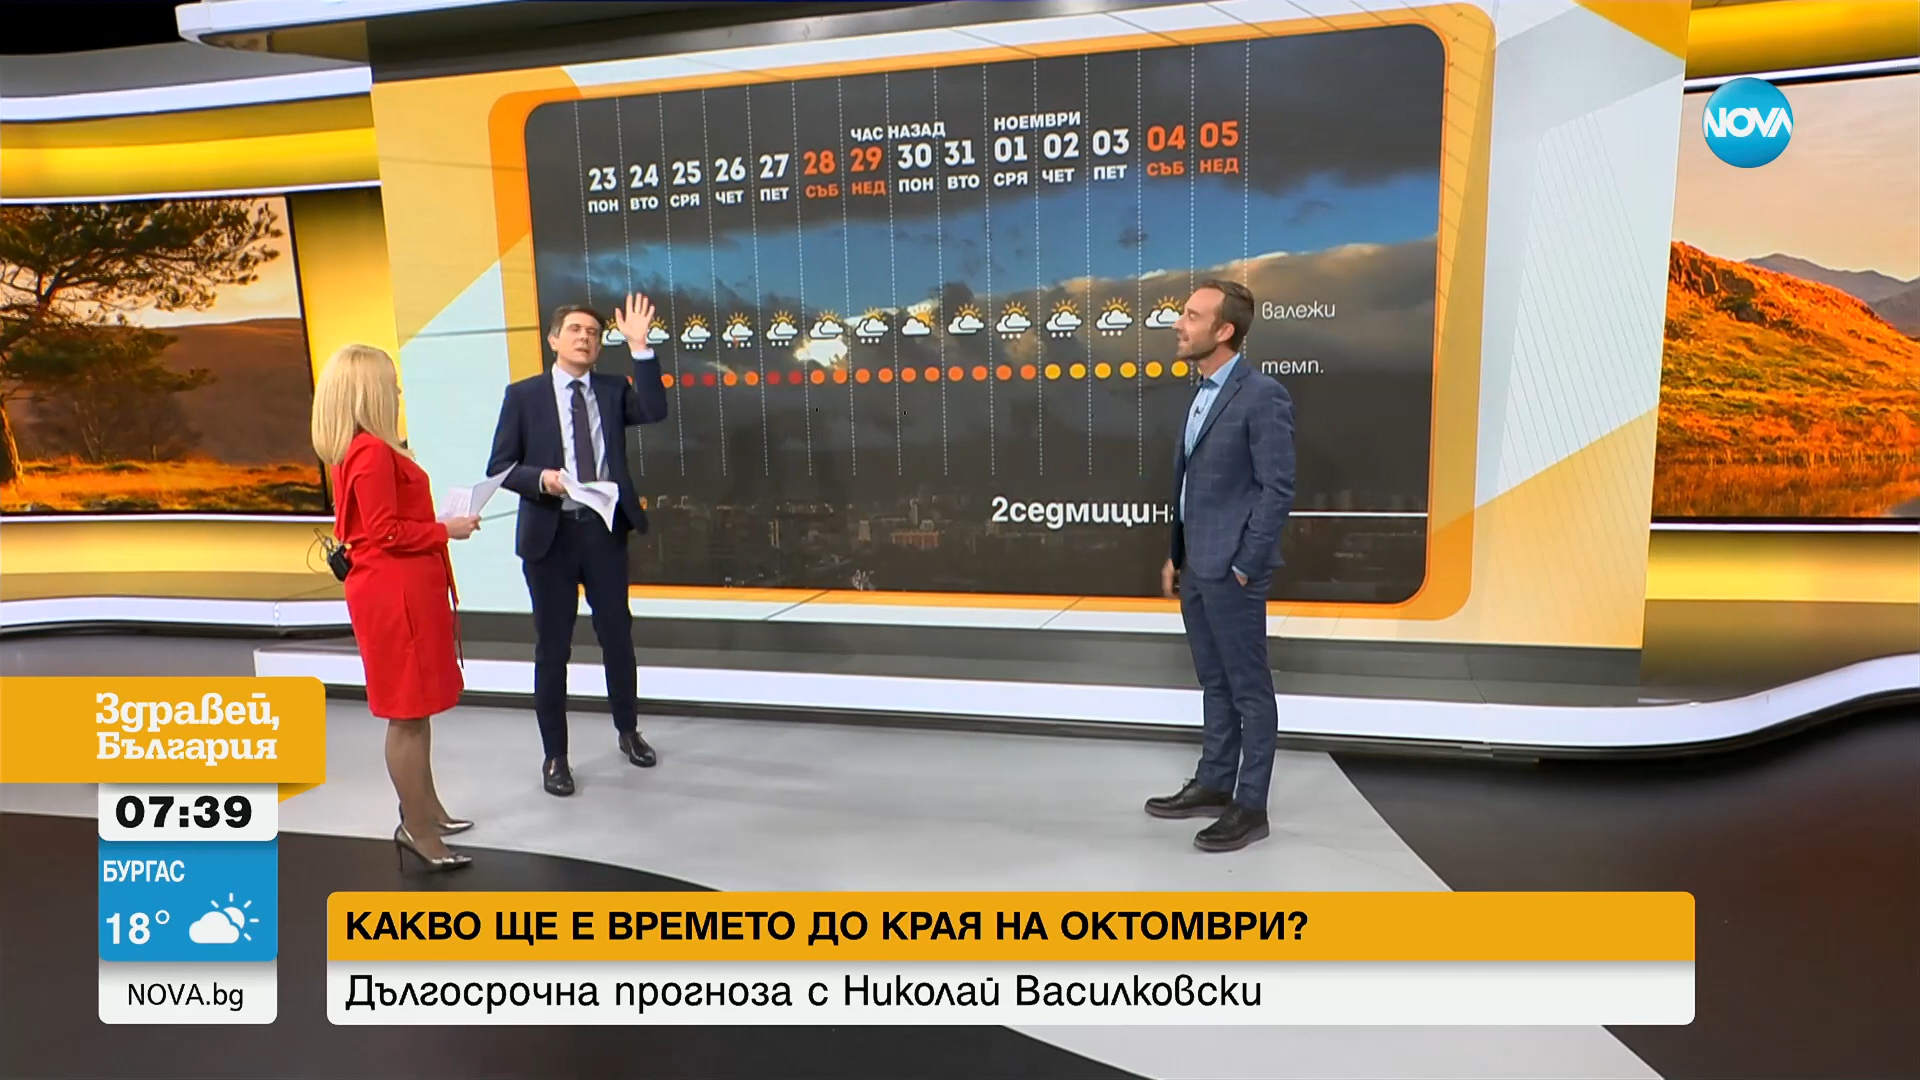 NOVA
ЧАС НАЗАД
НОЕМВРИ
23 24 25 26 27 28 29 30 31 01 02 03 04 05
ПОН ВТО СРЯ ЧЕТ ПЕТ СЪБ НЕД ПОН ВТО СРЯ ЧЕТ ПЕТ СЪБ НЕД
валежи
темп.
2седмицина
Здравей,
България
07:39
БУРГАС
18°
NOVA.bg
КАКВО ЩЕ Е ВРЕМЕТО ДО КРАЯ НА ОКТОМВРИ?
Дългосрочна прогноза с Николай Василковски